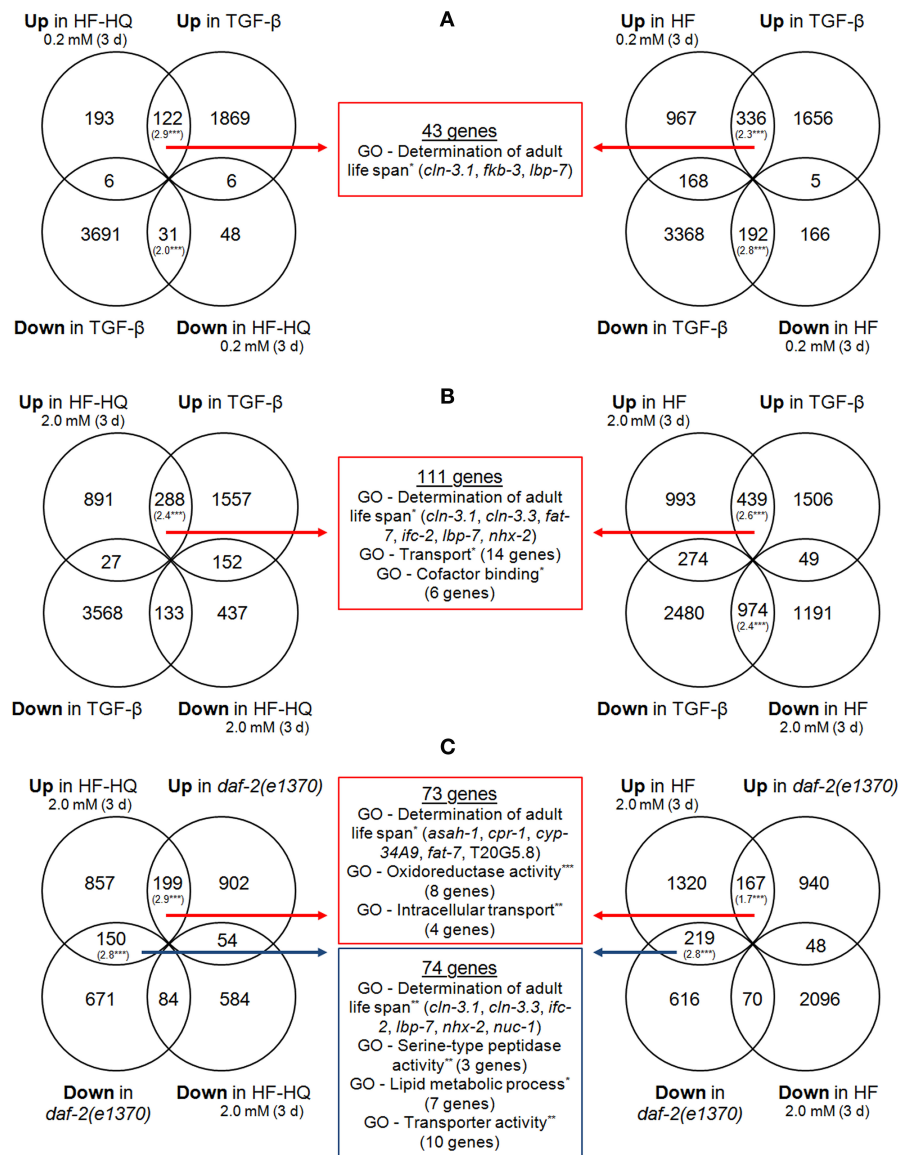 A
Up in HF-HQ
0.2 mM (3 d)
Up in TGF-β
193
122
(2.9***)
1869
6
6
3691
31
(2.0***)
48
Down in TGF-β
Down in HF-HQ
0.2 mM (3 d)
43 genes
GO - Determination of adult
life span* (cln-3.1, fkb-3, lbp-7)
Up in HF
0.2 mM (3 d)
Up in TGF-β
967
336
(2.3***)
1656
168
5
3368
192
(2.8***)
166
Down in TGF-β
Down in HF
0.2 mM (3 d)
B
Up in HF-HQ
2.0 mM (3 d)
Up in TGF-β
891
288
(2.4***)
1557
27
152
3568
133
437
Down in TGF-β
Down in HF-HQ
2.0 mM (3 d)
111 genes
GO - Determination of adult
life span* (cln-3.1, cln-3.3, fat-
7, ifc-2, lbp-7, nhx-2)
GO - Transport* (14 genes)
GO - Cofactor binding*
(6 genes)
Up in HF
2.0 mM (3 d)
Up in TGF-β
993
439
(2.6***)
1506
274
49
2480
974
(2.4***)
1191
Down in TGF-β
Down in HF
2.0 mM (3 d)
C
Up in HF-HQ
2.0 mM (3 d)
Up in daf-2(e1370)
857
199
(2.9***)
902
150
(2.8***)
54
671
84
584
Down in
daf-2(e1370)
Down in HF-HQ
2.0 mM (3 d)
73 genes
GO - Determination of adult
life span* (asah-1, cpr-1, cyp-
34A9, fat-7, T20G5.8)
GO - Oxidoreductase activity***
(8 genes)
GO - Intracellular transport**
(4 genes)
74 genes
GO - Determination of adult
life span** (cln-3.1, cln-3.3, ifc-
2, lbp-7, nhx-2, nuc-1)
GO - Serine-type peptidase
activity** (3 genes)
GO - Lipid metabolic process*
(7 genes)
GO - Transporter activity**
(10 genes)
Up in HF
2.0 mM (3 d)
Up in daf-2(e1370)
1320
167
(1.7***)
940
219
(2.8***)
48
616
70
2096
Down in
daf-2(e1370)
Down in HF
2.0 mM (3 d)